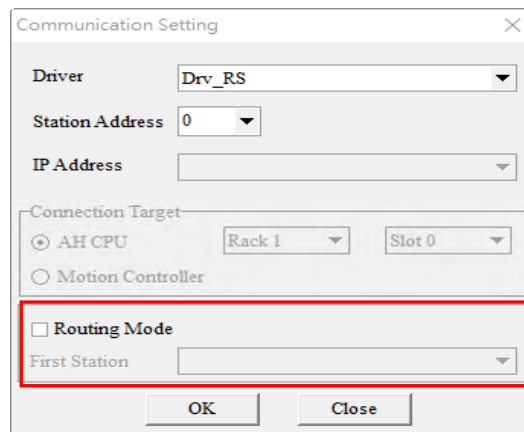 Communication Setting
Driver Drv_RS
Station Address 0
IP Address
Connection Target
AH CPU Rack 1 Slot 0
Motion Controller
Routing Mode
First Station
OK Close